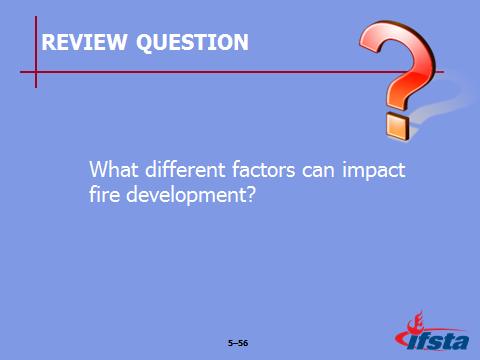 REVIEW QUESTION
What different factors can impact
fire development?
5–56
ifsta